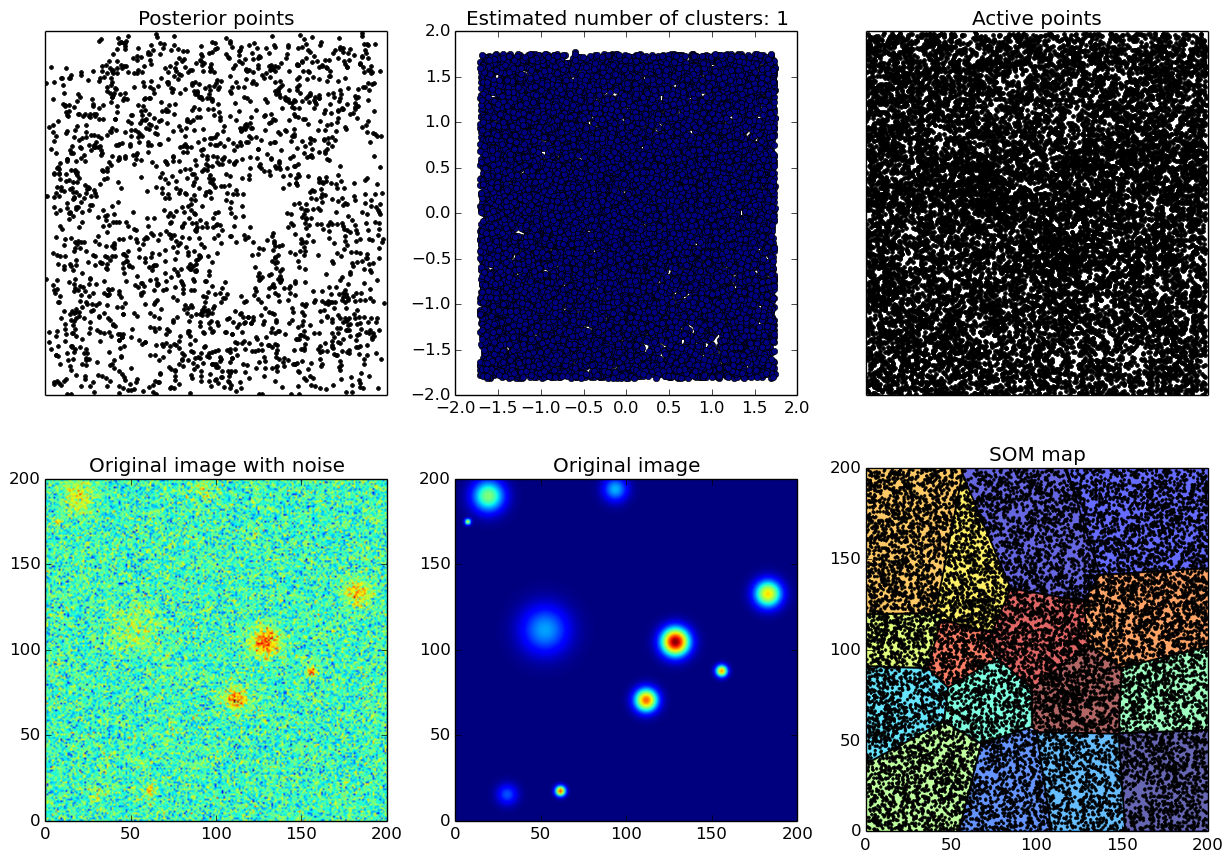 Posterior points
Estimated number of clusters: 1
Active points
2.0
1.5
1.0
0.5
0.0
−0.5
−1.0
−1.5
−2.0
−2.0 −1.5 −1.0 −0.5 0.0 0.5 1.0 1.5 2.0
Original image with noise
Original image
SOM map
200
150
100
50
0
0 50 100 150 200
200
150
100
50
0
0 50 100 150 200
200
150
100
50
0
0 50 100 150 200